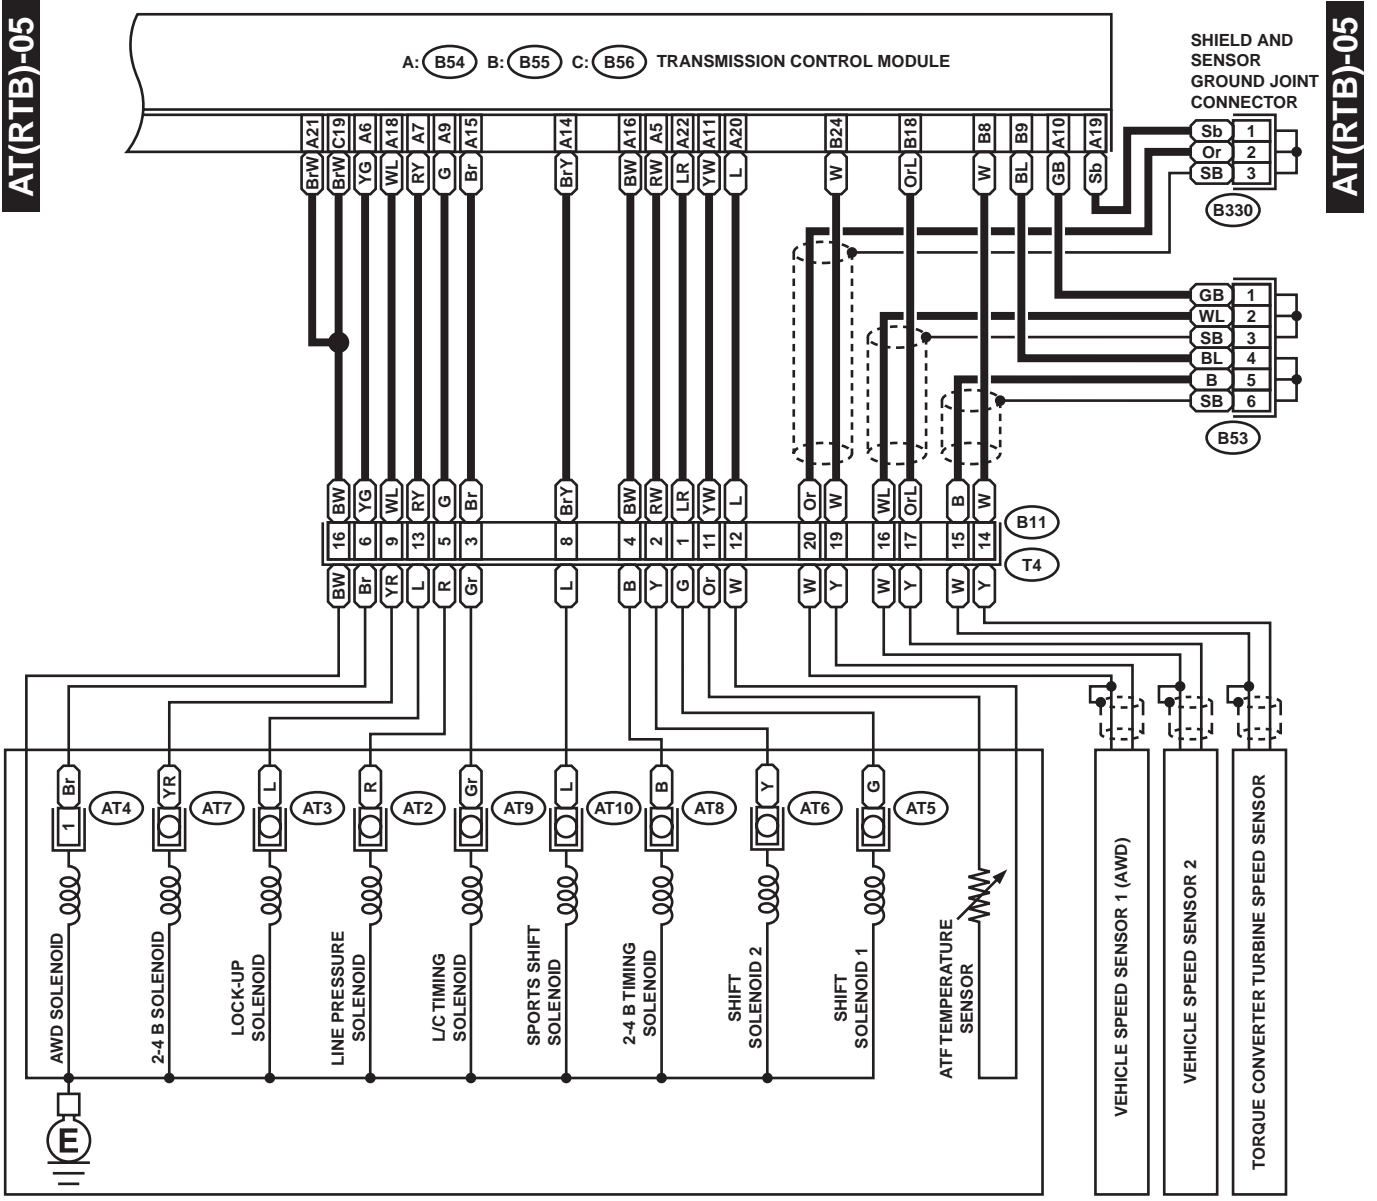 AT(RTB)-05
AT(RTB)-05
A: B54 B: B55 C: B56 TRANSMISSION CONTROL MODULE
SHIELD AND
SENSOR
GROUND JOINT
CONNECTOR
A21 C19 A6 A18 A7 A9 A15 A14 A16 A5 A22 A11 A20 B24 B18 B8 B9 A10 A19
BrW BrW YG WL RY G Br BrY BW RW LR YW L W OrL W BL GB Sb
Sb 1
Or 2
SB 3
B330
GB 1
WL 2
SB 3
BL 4
B 5
SB 6
B53
BW YG WL RY G Br BrY BW RW LR YW L Or W WL OrL B W
B11
16 6 9 13 5 3 8 4 2 1 11 12 20 19 16 17 15 14
T4
BW Br YR L R Gr L B Y G Or W W Y W Y W Y
Br YR L R Gr L B Y G
1
AT4 AT7 AT3 AT2 AT9 AT10 AT8 AT6 AT5
AWD SOLENOID
2-4 B SOLENOID
LOCK-UP
SOLENOID
LINE PRESSURE
SOLENOID
L/C TIMING
SOLENOID
SPORTS SHIFT
SOLENOID
2-4 B TIMING
SOLENOID
SHIFT
SOLENOID 2
SHIFT
SOLENOID 1
ATF TEMPERATURE
SENSOR
VEHICLE SPEED SENSOR 1 (AWD)
VEHICLE SPEED SENSOR 2
TORQUE CONVERTER TURBINE SPEED SENSOR
E